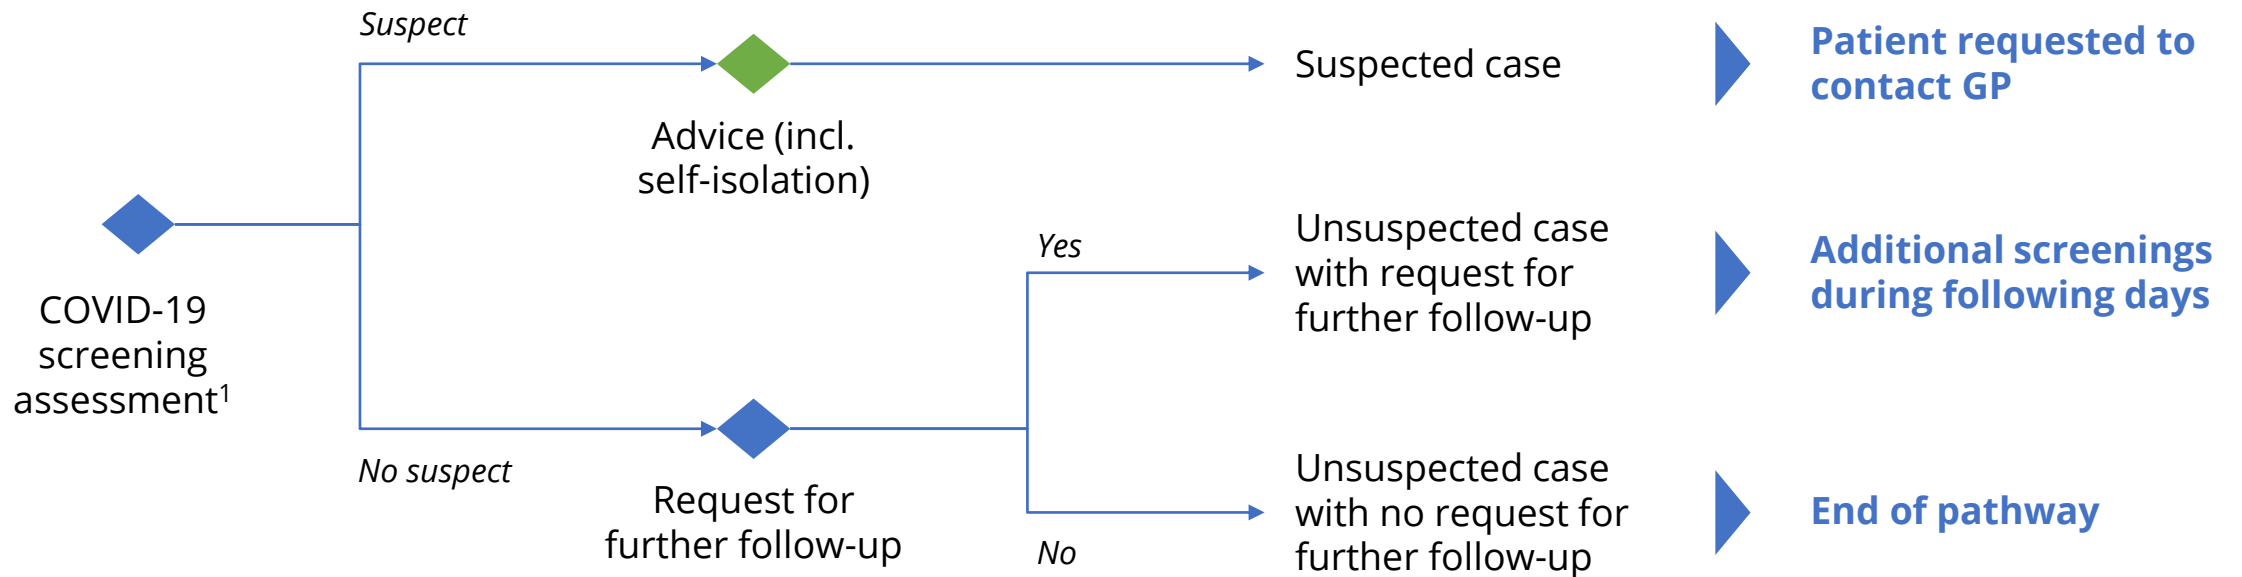 Suspect
Suspected case
Patient requested to
contact GP
Advice (incl.
self-isolation)
COVID-19
screening
assessment¹
Yes
Unsuspected case
with request for
further follow-up
Additional screenings
during following days
No suspect
Request for
further follow-up
No
Unsuspected case
with no request for
further follow-up
End of pathway